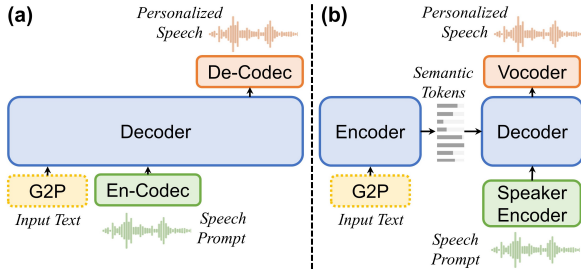 (a)
Personalized
Speech
De-Codec
Decoder
G2P
En-Codec
Input Text
Speech
Prompt
(b)
Personalized
Speech
Vocoder
Semantic
Tokens
Encoder
Decoder
G2P
Input Text
Speaker
Encoder
Speech
Prompt